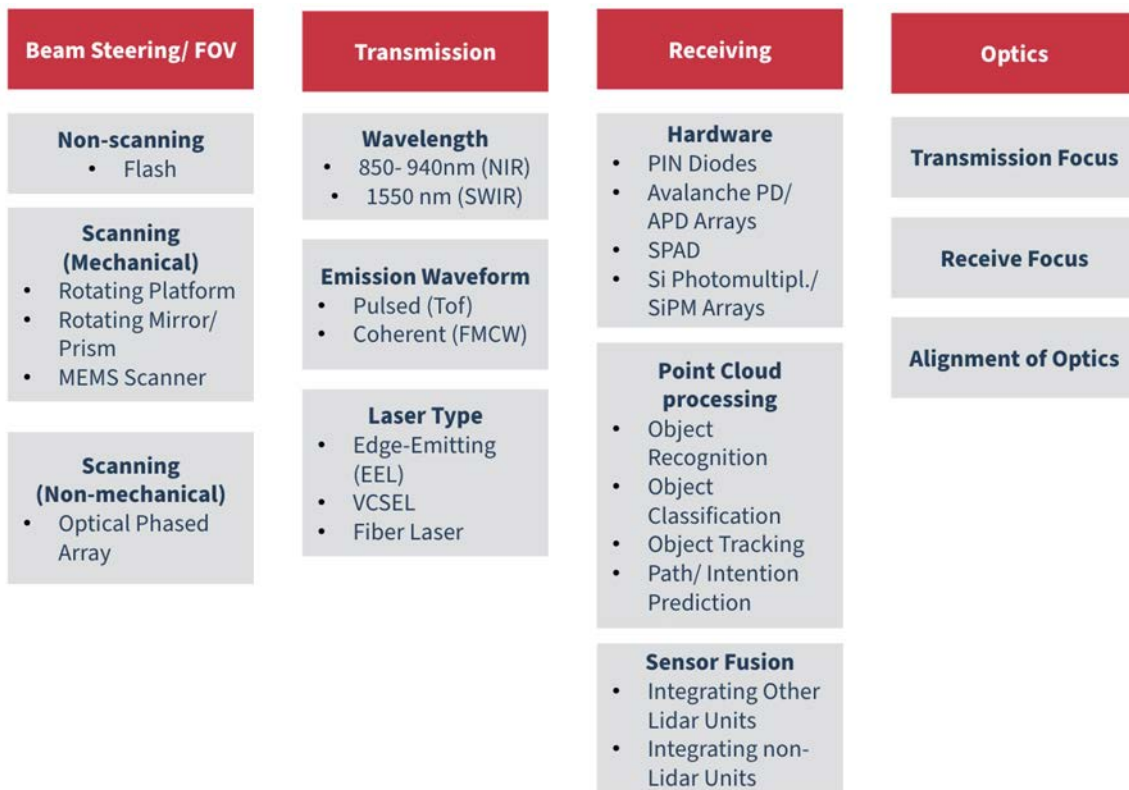 Beam Steering/ FOV
Non-scanning
• Flash
Scanning
(Mechanical)
• Rotating Platform
• Rotating Mirror/
Prism
• MEMS Scanner
Scanning
(Non-mechanical)
• Optical Phased
Array
Transmission
Wavelength
• 850- 940nm (NIR)
• 1550 nm (SWIR)
Emission Waveform
• Pulsed (Tof)
• Coherent (FMCW)
Laser Type
• Edge-Emitting
(EEL)
• VCSEL
• Fiber Laser
Receiving
Hardware
• PIN Diodes
• Avalanche PD/
APD Arrays
• SPAD
• Si Photomultipl./
SiPM Arrays
Point Cloud
processing
• Object
Recognition
• Object
Classification
• Object Tracking
• Path/ Intention
Prediction
Sensor Fusion
• Integrating Other
Lidar Units
• Integrating non-
Lidar Units
Optics
Transmission Focus
Receive Focus
Alignment of Optics